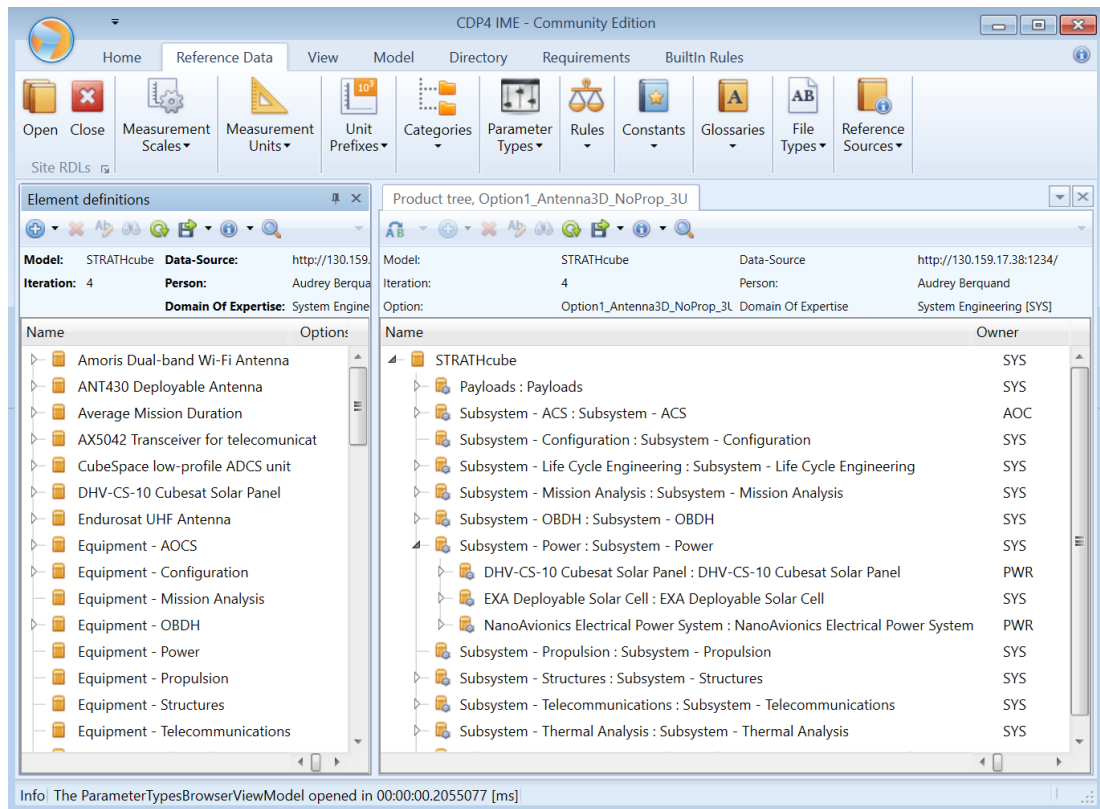 CDP4 IME - Community Edition
Home Reference Data View Model Directory Requirements BuiltIn Rules
Open Close Measurement Scales Measurement Units Unit Prefixes Categories Parameter Types Rules Constants Glossaries File Types Reference Sources
Site RDLs
Element definitions
Product tree, Option1_Antenna3D_NoProp_3U
Model: STRATHcube Data-Source: http://130.159.
Iteration: 4 Person: Audrey Berqua
Domain Of Expertise: System Engine
Model: STRATHcube Data-Source http://130.159.17.38:1234/
Iteration: 4 Person: Audrey Berquand
Option: Option1_Antenna3D_NoProp_3U Domain Of Expertise System Engineering [SYS]
Name Options
Amoris Dual-band Wi-Fi Antenna
ANT430 Deployable Antenna
Average Mission Duration
AX5042 Transceiver for telecomunicat
CubeSpace low-profile ADCS unit
DHV-CS-10 Cubesat Solar Panel
Endurosat UHF Antenna
Equipment - AOCS
Equipment - Configuration
Equipment - Mission Analysis
Equipment - OBDH
Equipment - Power
Equipment - Propulsion
Equipment - Structures
Equipment - Telecommunications
Name Owner
STRATHcube SYS
Payloads : Payloads SYS
Subsystem - ACS : Subsystem - ACS AOC
Subsystem - Configuration : Subsystem - Configuration SYS
Subsystem - Life Cycle Engineering : Subsystem - Life Cycle Engineering SYS
Subsystem - Mission Analysis : Subsystem - Mission Analysis SYS
Subsystem - OBDH : Subsystem - OBDH SYS
Subsystem - Power : Subsystem - Power SYS
DHV-CS-10 Cubesat Solar Panel : DHV-CS-10 Cubesat Solar Panel PWR
EXA Deployable Solar Cell : EXA Deployable Solar Cell SYS
NanoAvionics Electrical Power System : NanoAvionics Electrical Power System PWR
Subsystem - Propulsion : Subsystem - Propulsion SYS
Subsystem - Structures : Subsystem - Structures SYS
Subsystem - Telecommunications : Subsystem - Telecommunications SYS
Subsystem - Thermal Analysis : Subsystem - Thermal Analysis SYS
Info The ParameterTypesBrowserViewModel opened in 00:00:00.2055077 [ms]